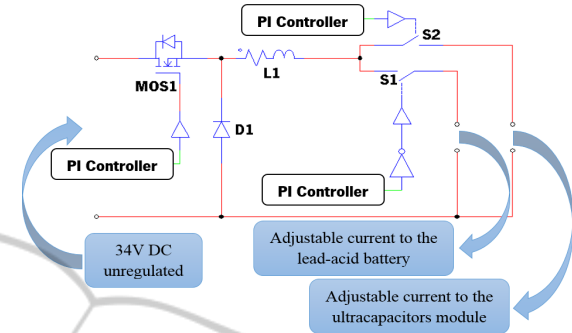 PI Controller
S2
MOS1
L1
S1
D1
PI Controller
PI Controller
34V DC
unregulated
Adjustable current to the
lead-acid battery
Adjustable current to the
ultracapacitors module